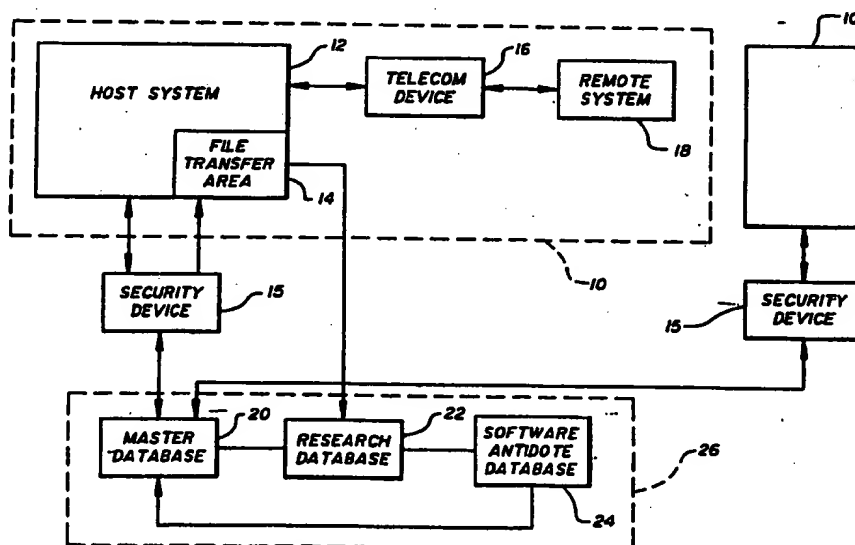 12
HOST SYSTEM
FILE
TRANSFER
AREA
14
TELECOM
DEVICE
16
REMOTE
SYSTEM
18
10
10
SECURITY
DEVICE
15
15
SECURITY
DEVICE
MASTER
DATABASE
20
RESEARCH
DATABASE
22
SOFTWARE
ANTIDOTE
DATABASE
24
26